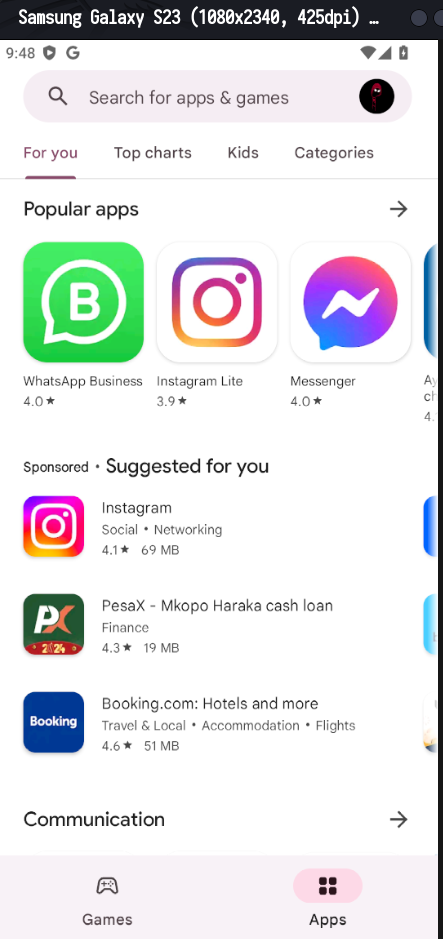 Samsung Galaxy S23 (1080x2340, 425dpi) …
9:48 G
Search for apps & games
For you Top charts Kids Categories
Popular apps
B
WhatsApp Business Instagram Lite Messenger
4.0★ 3.9★ 4.0★ 4.
Sponsored • Suggested for you
Instagram
Social • Networking
4.1★ 69 MB
PX
2024
PesaX - Mkopo Haraka cash loan
Finance
4.3★ 19 MB
Booking
Booking.com: Hotels and more
Travel & Local • Accommodation • Flights
4.6★ 51 MB
Communication
Games Apps